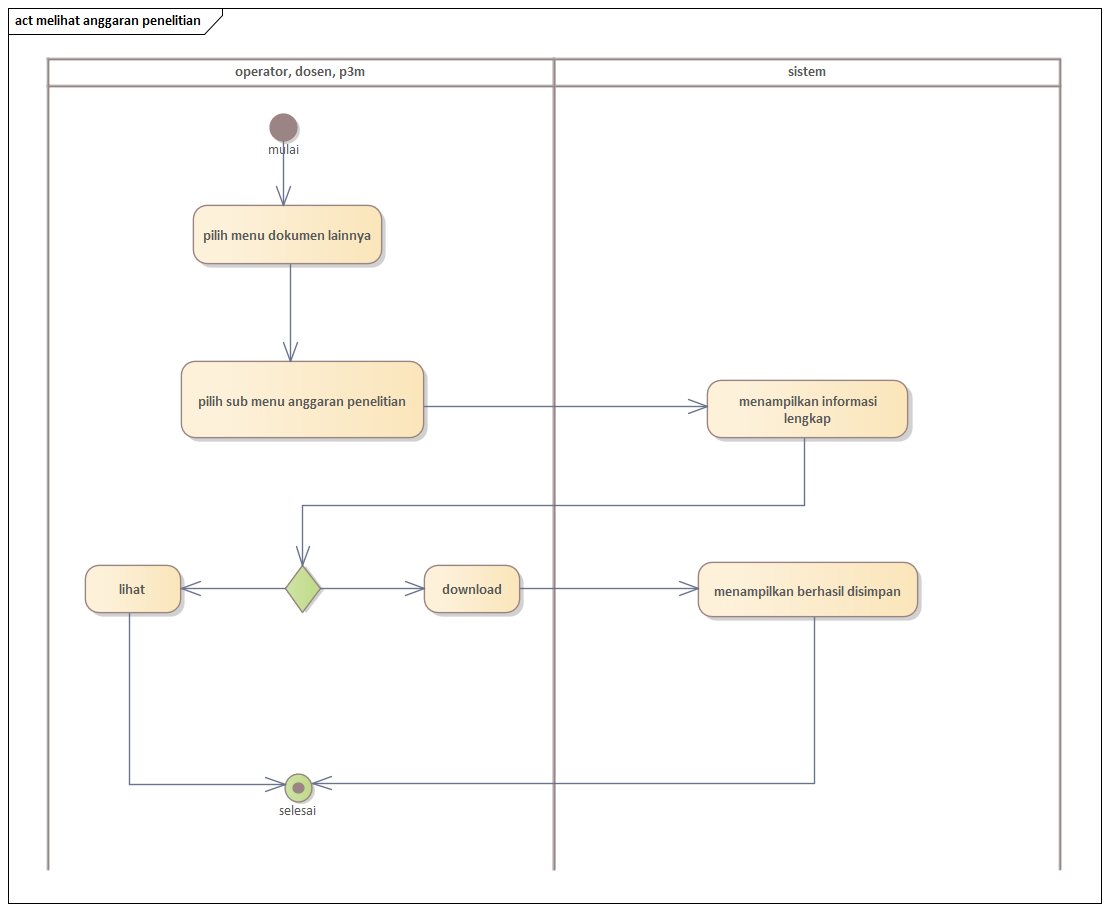 act melihat anggaran penelitian
operator, dosen, p3m
sistem
mulai
pilih menu dokumen lainnya
pilih sub menu anggaran penelitian
menampilkan informasi
lengkap
lihat
download
menampilkan berhasil disimpan
selesai